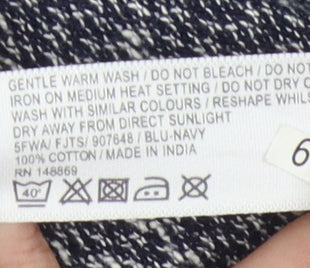 GENTLE WARM WASH / DO NOT BLEACH / DO NOT
IRON ON MEDIUM HEAT SETTING / DO NOT DRY C
WASH WITH SIMILAR COLOURS / RESHAPE WHILS
DRY AWAY FROM DIRECT SUNLIGHT
5FWA/ FJTS/ 907648 / BLU-NAVY
100% COTTON / MADE IN INDIA
RN 148869
40°
6